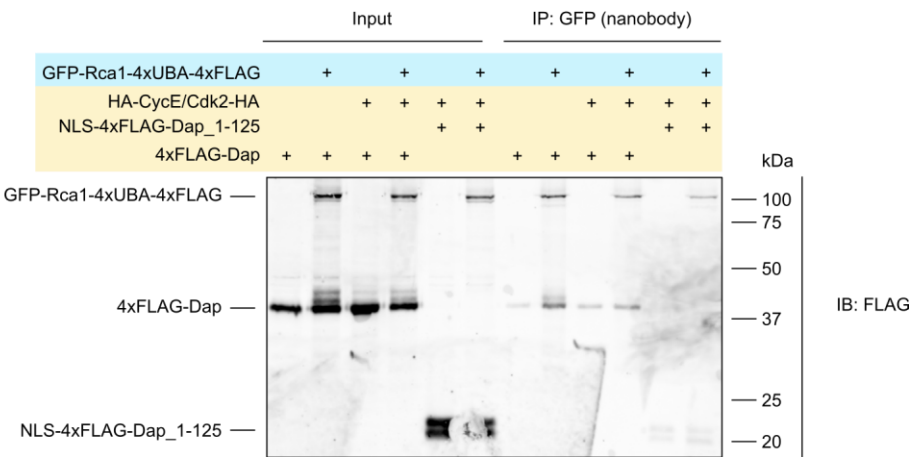 Input IP: GFP (nanobody)
GFP-Rca1-4xUBA-4xFLAG + + + + + +
HA-CycE/Cdk2-HA + + + + + + + +
NLS-4xFLAG-Dap_1-125 + + + +
4xFLAG-Dap + + + + + + + +
kDa
GFP-Rca1-4xUBA-4xFLAG 100
75
50
4xFLAG-Dap 37 IB: FLAG
25
NLS-4xFLAG-Dap_1-125 20